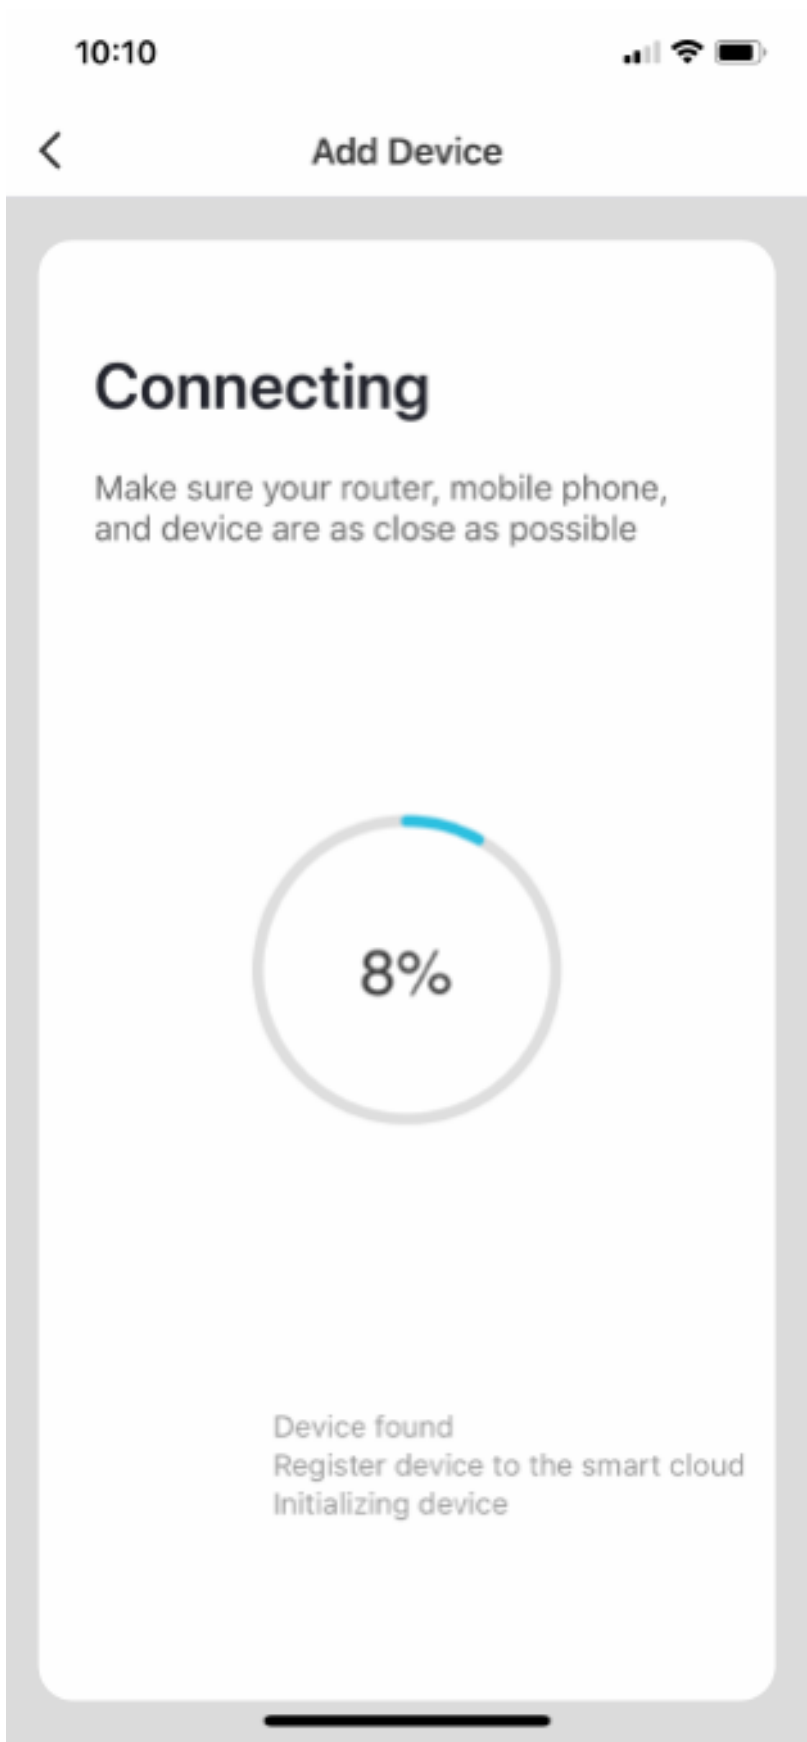 10:10
Add Device
Connecting
Make sure your router, mobile phone,
and device are as close as possible
8%
Device found
Register device to the smart cloud
Initializing device